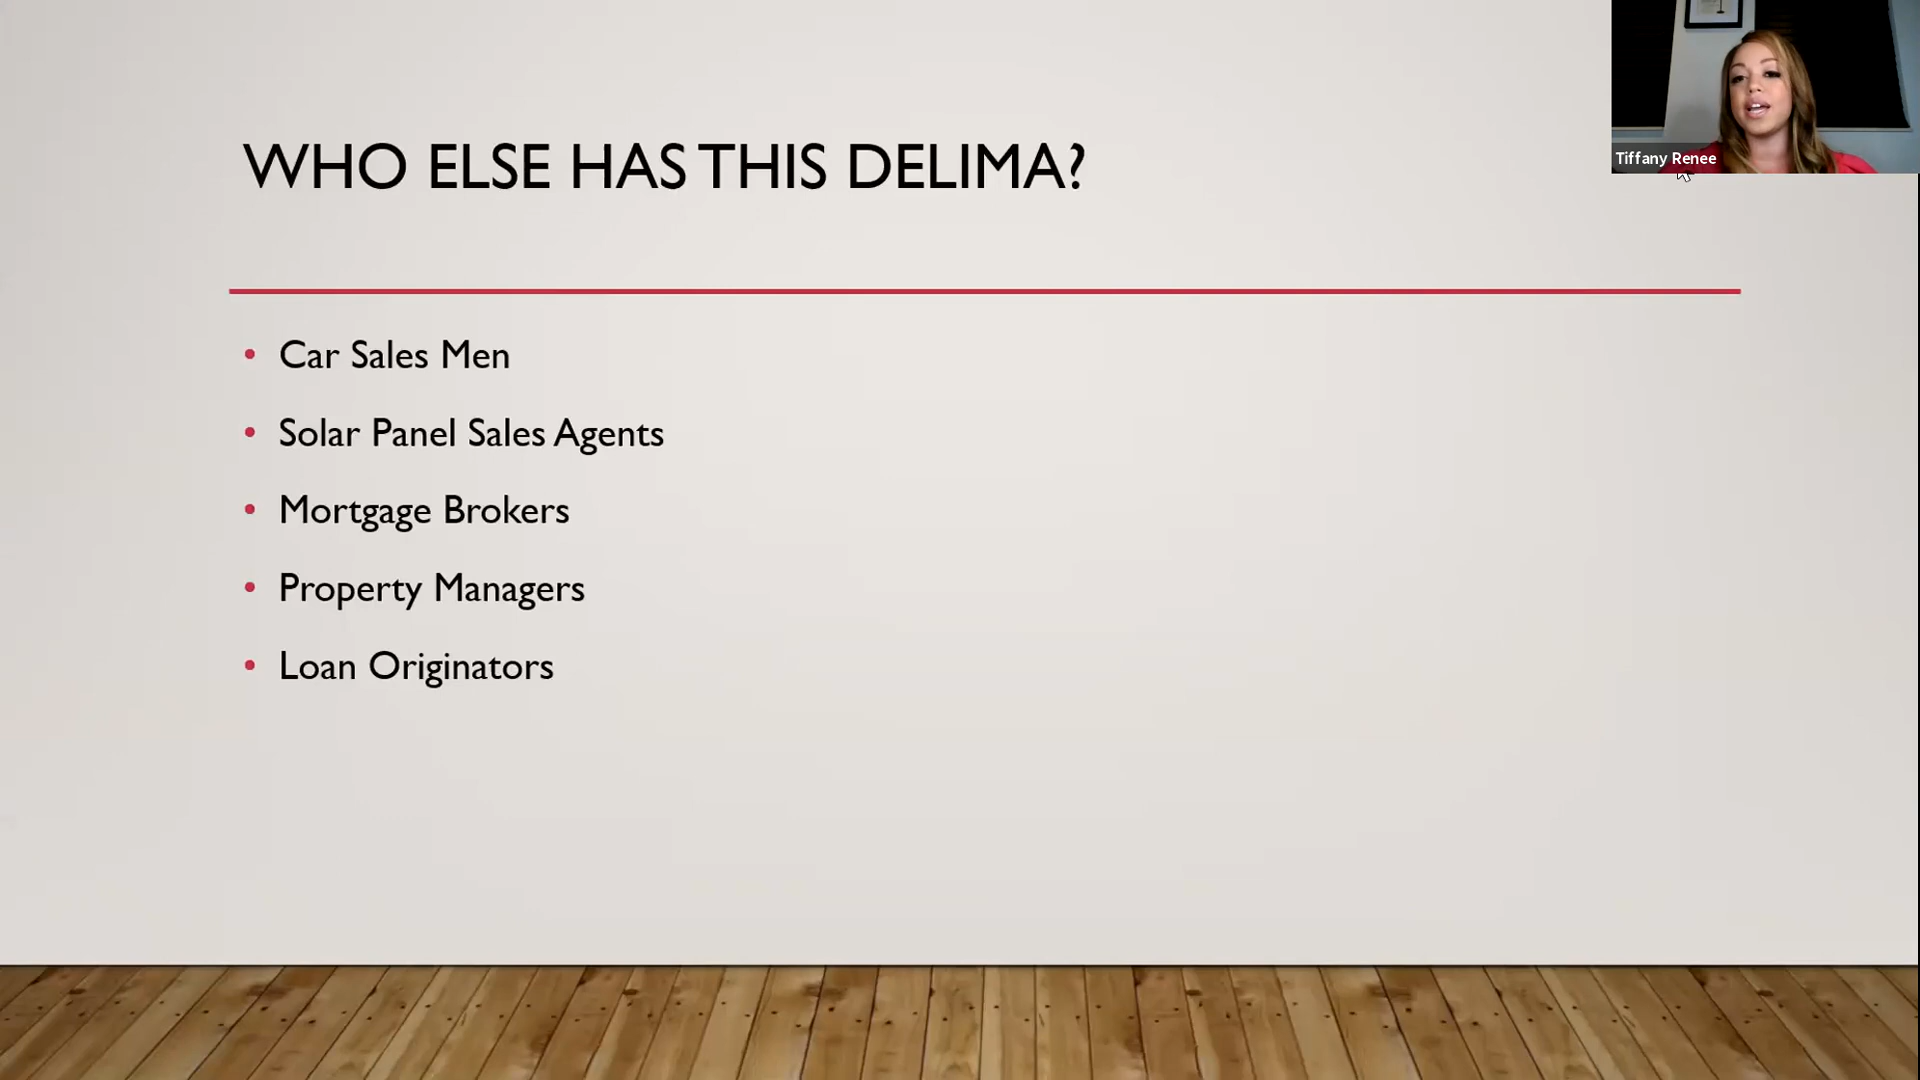 WHO ELSE HAS THIS DELIMA?
Tiffany Renee
• Car Sales Men
• Solar Panel Sales Agents
• Mortgage Brokers
• Property Managers
• Loan Originators